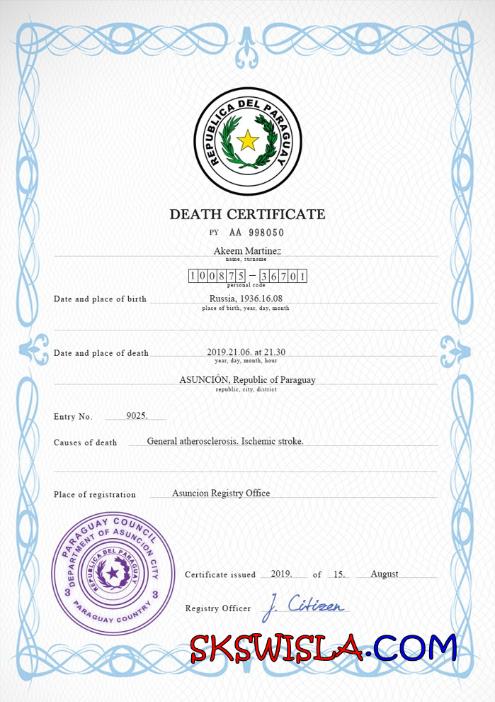 REPUBLICA DEL PARAGUAY
DEATH CERTIFICATE
PY AA 998050
Akeem Martinez
name, surname
100875-36701
personal code
Date and place of birth Russia, 1936.16.08
place of birth, year, day, month
Date and place of death 2019.21.06. at 21.30
year, day, month, hour
ASUNCIÓN, Republic of Paraguay
republic, city, district
Entry No. 9025.
Causes of death General atherosclerosis. Ischemic stroke.
Place of registration Asuncion Registry Office
PARAGUAY COUNCIL
DEPARTMENT OF ASUNCION CITY
REPUBLICA DEL PARAGUAY
3 3
PARAGUAY COUNTRY
Certificate issued 2019. of 15. August
Registry Officer J. Citizen
SKSWISLA.COM